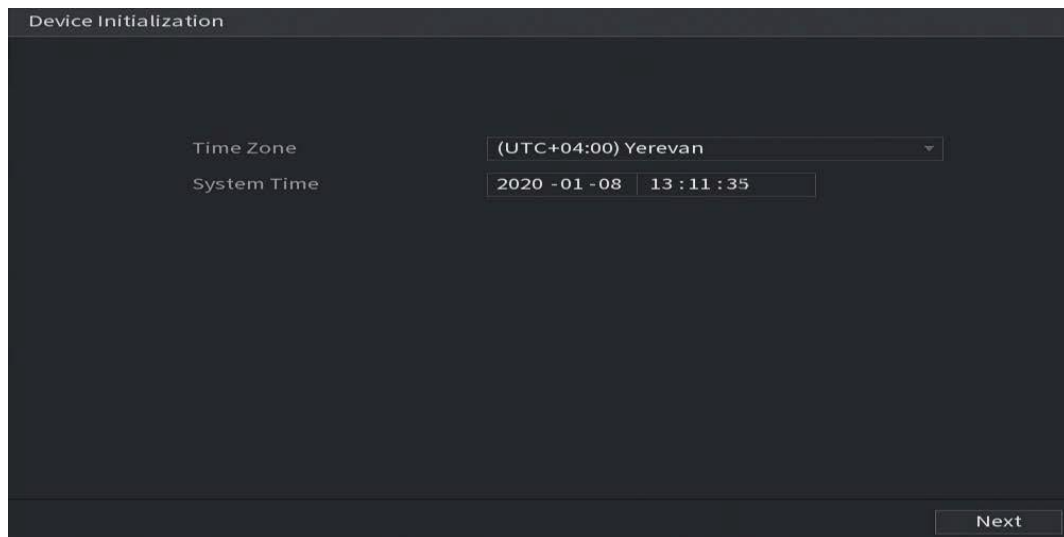 Device Initialization
Time Zone (UTC+04:00) Yerevan
System Time 2020 -01 -08 13 : 11 : 35
Next